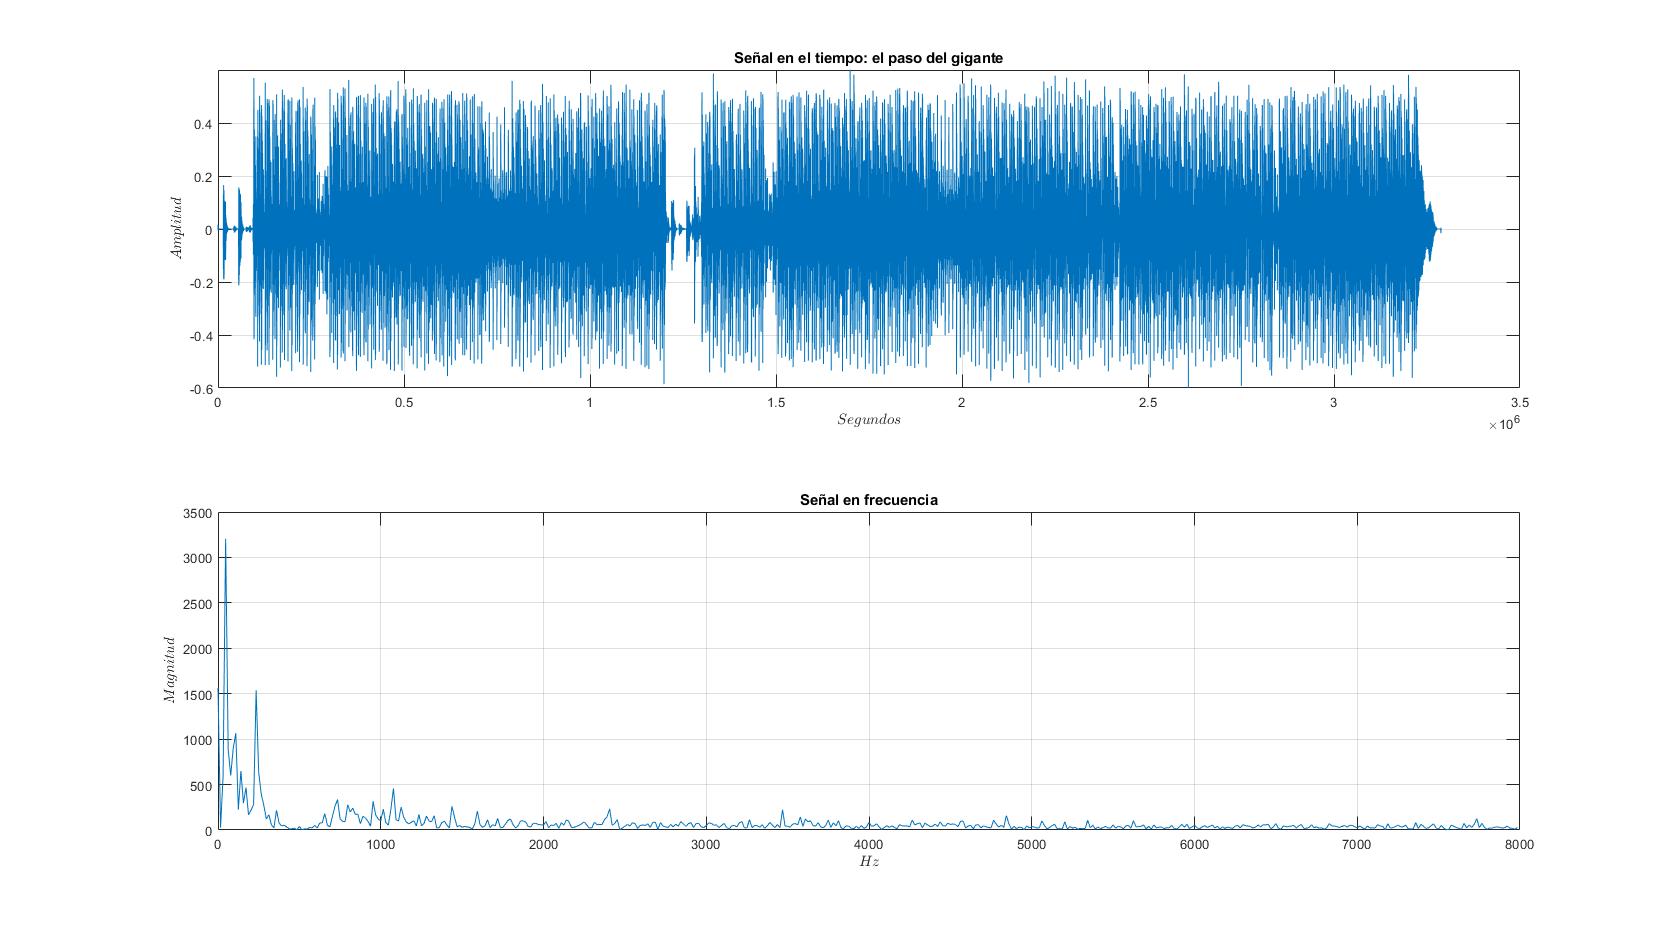 Señal en el tiempo: el paso del gigante
0.4
0.2
0
-0.2
-0.4
-0.6
Amplitud
0 0.5 1 1.5 2 2.5 3 3.5
Segundos
×10^6
Señal en frecuencia
3500
3000
2500
2000
1500
1000
500
0
Magnitud
0 1000 2000 3000 4000 5000 6000 7000 8000
Hz